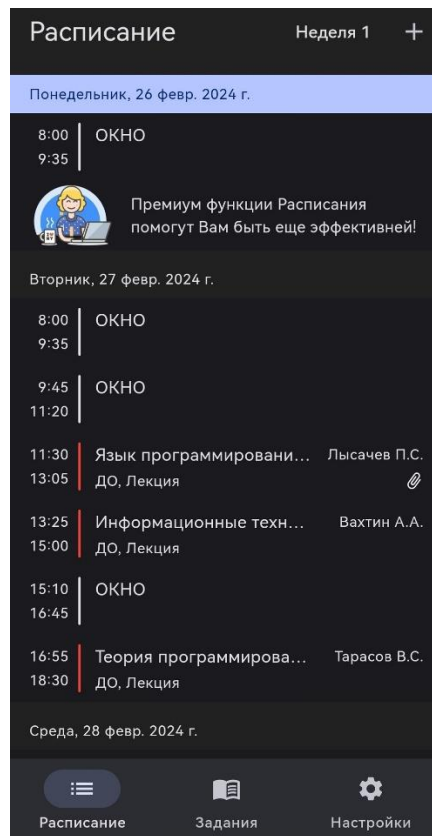 Расписание Неделя 1 +
Понедельник, 26 февр. 2024 г.
8:00 ОКНО
9:35
Премиум функции Расписания
помогут Вам быть еще эффективней!
Вторник, 27 февр. 2024 г.
8:00 ОКНО
9:35
9:45 ОКНО
11:20
11:30 Язык программировани... Лысачев П.С.
13:05 ДО, Лекция
13:25 Информационные техн... Вахтин А.А.
15:00 ДО, Лекция
15:10 ОКНО
16:45
16:55 Теория программирова... Тарасов В.С.
18:30 ДО, Лекция
Среда, 28 февр. 2024 г.
Расписание Задания Настройки